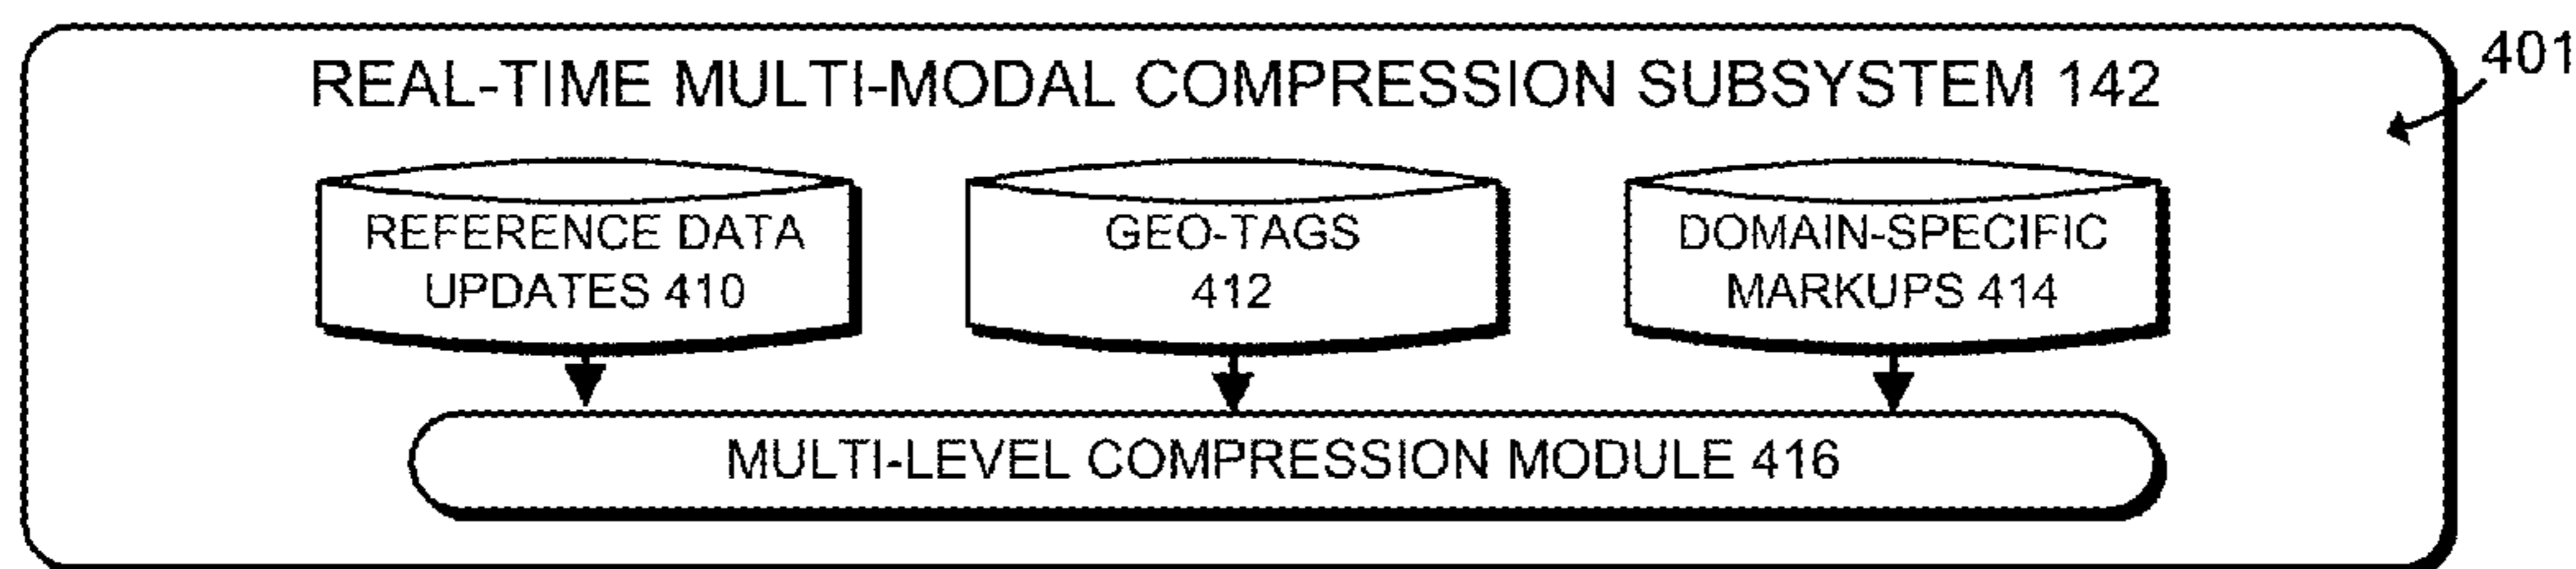 REAL-TIME MULTI-MODAL COMPRESSION SUBSYSTEM 142
401
REFERENCE DATA
UPDATES 410
GEO-TAGS
412
DOMAIN-SPECIFIC
MARKUPS 414
MULTI-LEVEL COMPRESSION MODULE 416